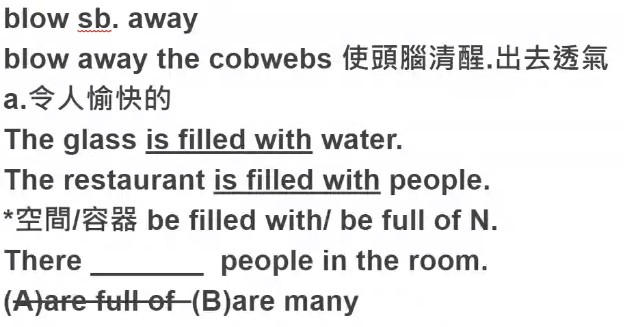 blow sb. away
blow away the cobwebs 使頭腦清醒.出去透氣
a.令人愉快的
The glass is filled with water.
The restaurant is filled with people.
*空間/容器 be filled with/ be full of N.
There _______ people in the room.
(A)are full of (B)are many